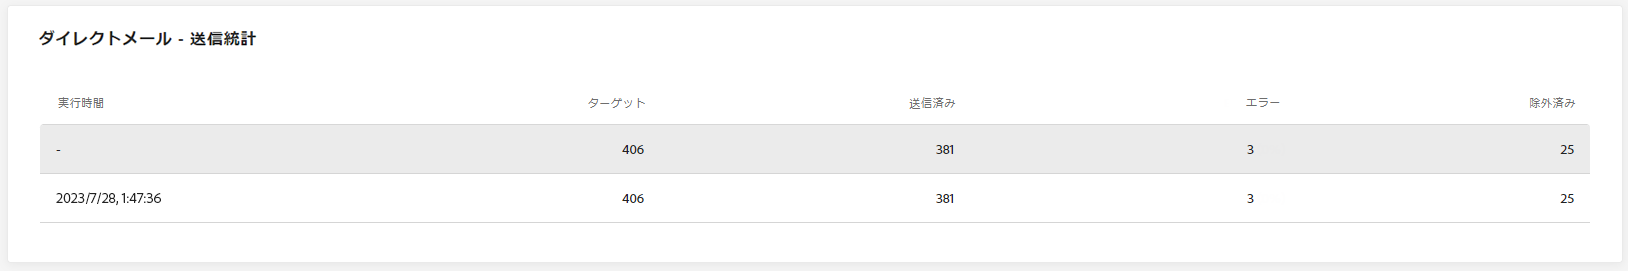 ダイレクトメール - 送信統計
実行時間 ターゲット 送信済み エラー 除外済み
- 406 381 3 25
2023/7/28, 1:47:36 406 381 3 25